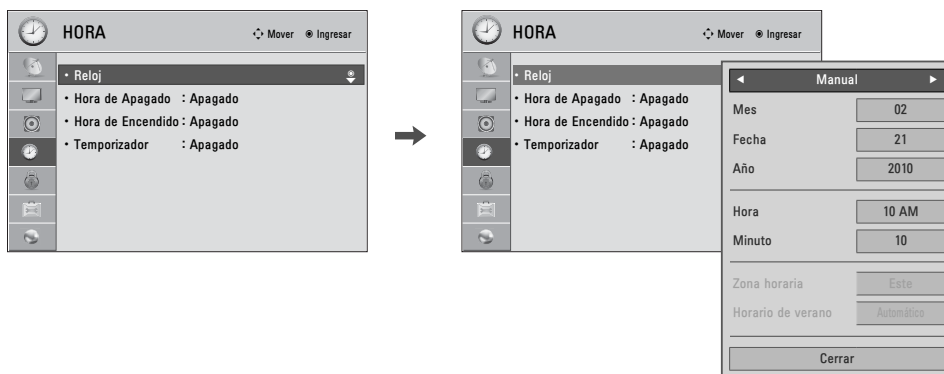 HORA
Mover Ingresar
• Reloj
• Hora de Apagado : Apagado
• Hora de Encendido : Apagado
• Temporizador : Apagado
HORA
Mover Ingresar
• Reloj
• Hora de Apagado : Apagado
• Hora de Encendido : Apagado
• Temporizador : Apagado
Manual
Mes 02
Fecha 21
Año 2010
Hora 10 AM
Minuto 10
Zona horaria Este
Horario de verano Automático
Cerrar